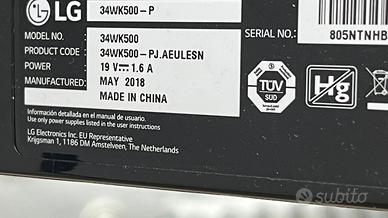 LG
34WK500-P
MODEL NO. :
34WK500
SERIAL NO. :
PRODUCT CODE :
34WK500-PJ.AEULESN
POWER
19 V⎓1.6 A
805NTNHB
MANUFACTURED :
MAY 2018
MADE IN CHINA
TÜV
SÜD
Hg
Información detallada en el manual de usuario.
Use only power supplies listed in the user instructions
LG Electronics Inc. EU Representative
Krijgsman 1, 1186 DM Amstelveen, The Netherlands
subito